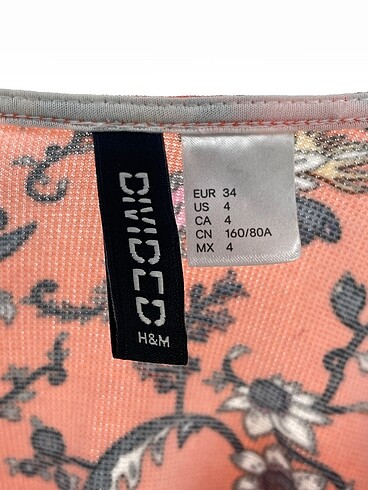 DIVIDED
H&M
EUR 34
US 4
CA 4
CN 160/80A
MX 4